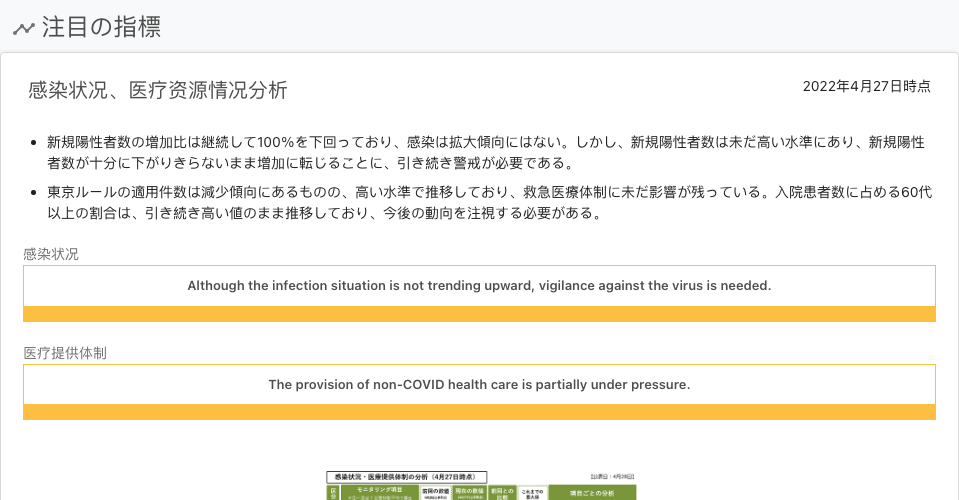 注目の指標
感染状况、医疗资源情况分析
2022年4月27日時点
新規陽性者数の増加比は継続して100%を下回っており、感染は拡大傾向にはない。しかし、新規陽性者数は未だ高い水準にあり、新規陽性
者数が十分に下がりきらないまま増加に転じることに、引き続き警戒が必要である。
東京ルールの適用件数は減少傾向にあるものの、高い水準で推移しており、救急医療体制に未だ影響が残っている。入院患者数に占める60代
以上の割合は、引き続き高い値のまま推移しており、今後の動向を注視する必要がある。
感染状况
Although the infection situation is not trending upward, vigilance against the virus is needed.
医疗提供体制
The provision of non-COVID health care is partially under pressure.
感染状況・医療提供体制の分析（4月27日時点）
モニタリング項目
前回の数値
現在の数値
前回との
比較
これまでの
最大値
項目ごとの分析